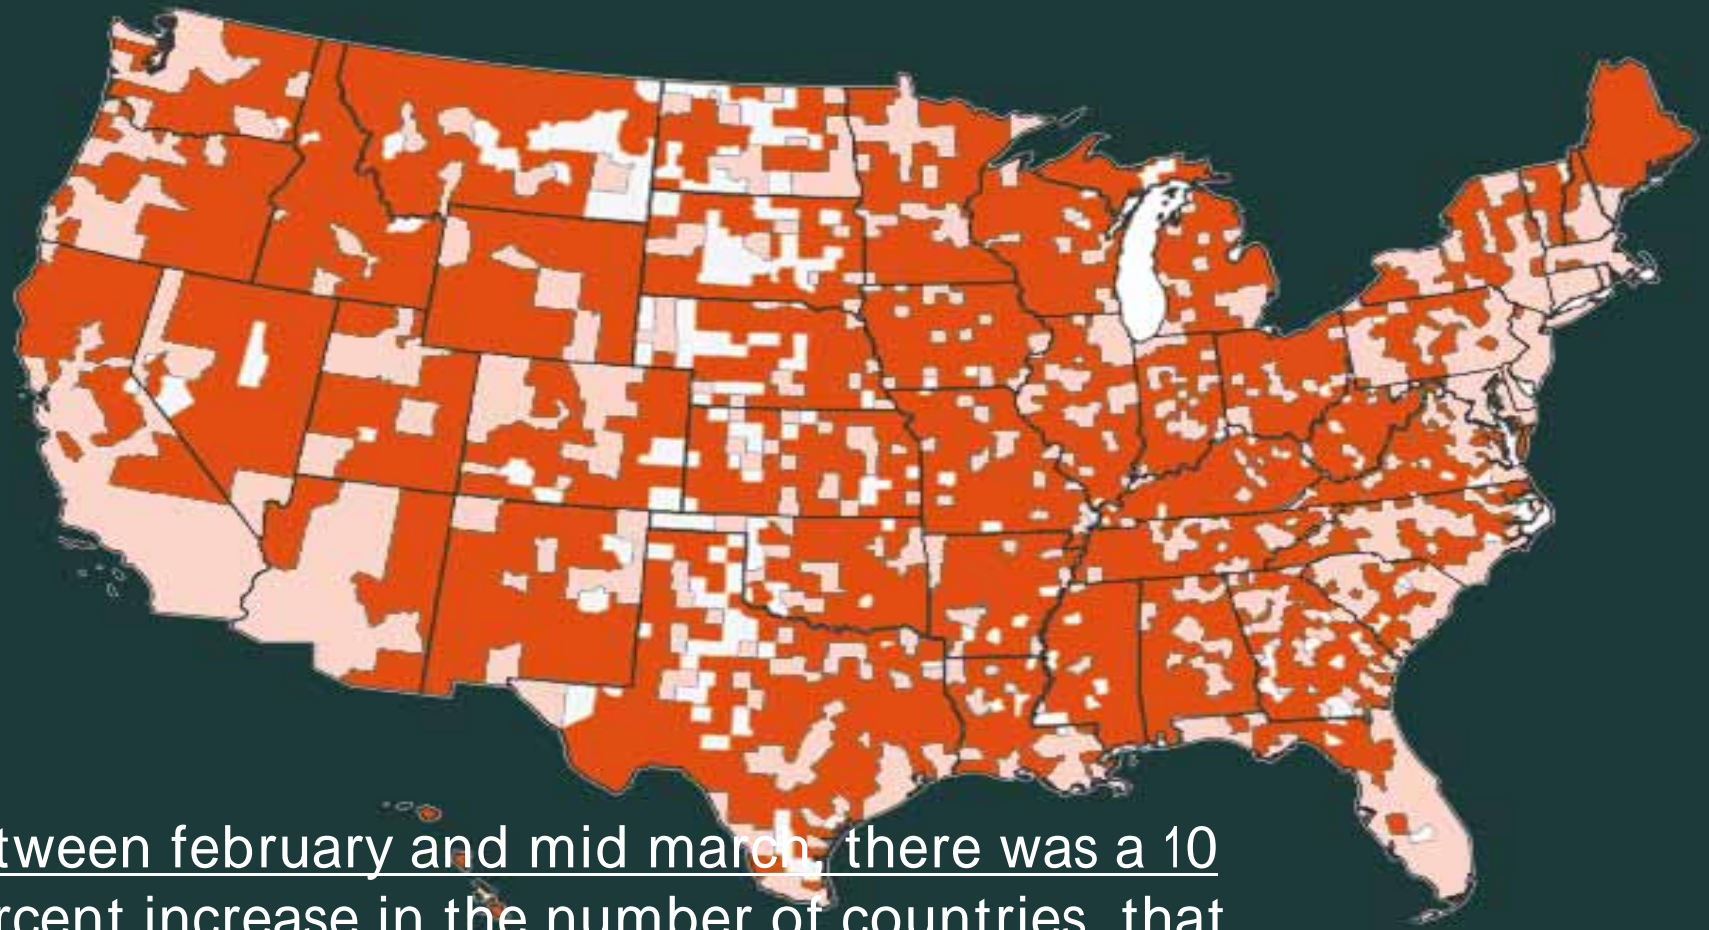 tween february and mid march, there was a 10
rcent increase in the number of countries, that